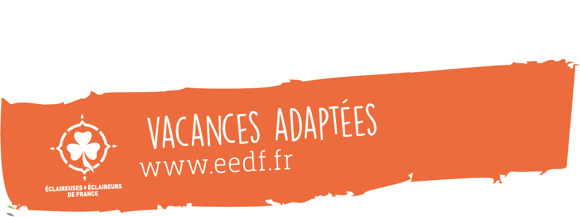 VACANCES ADAPTÉES
www.eedf.fr
ÉCLAIREUSES + ÉCLAIREURS
DE FRANCE